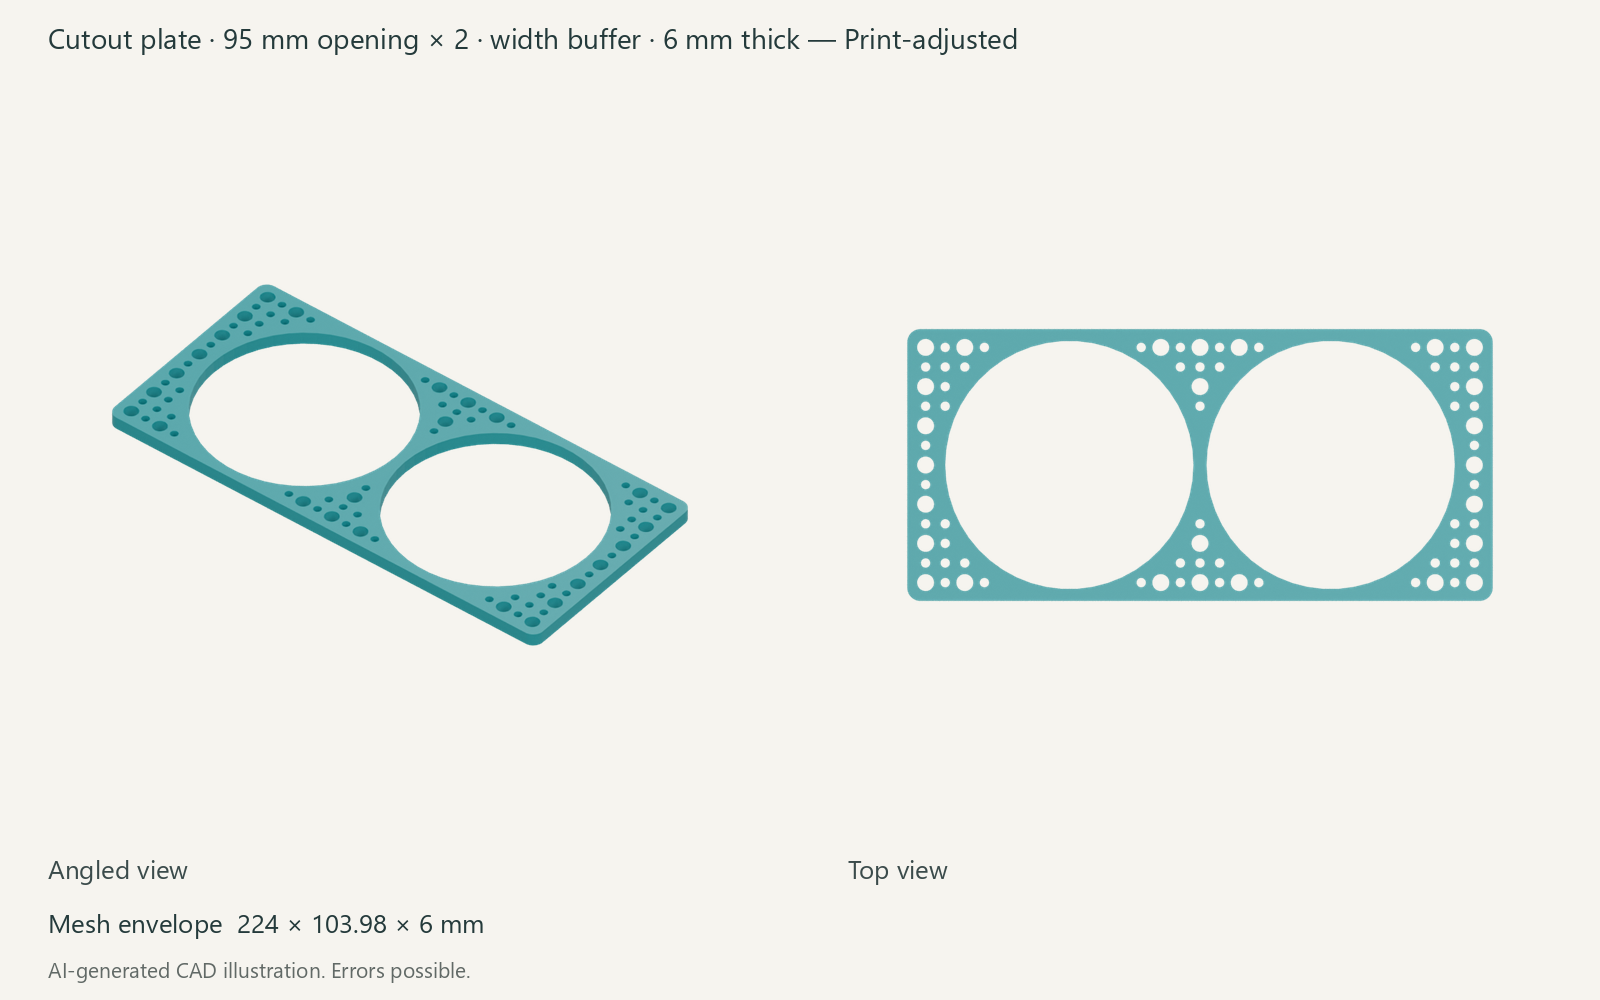 Cutout plate · 95 mm opening × 2 · width buffer · 6 mm thick — Print-adjusted
Angled view
Top view
Mesh envelope 224 × 103.98 × 6 mm
AI-generated CAD illustration. Errors possible.